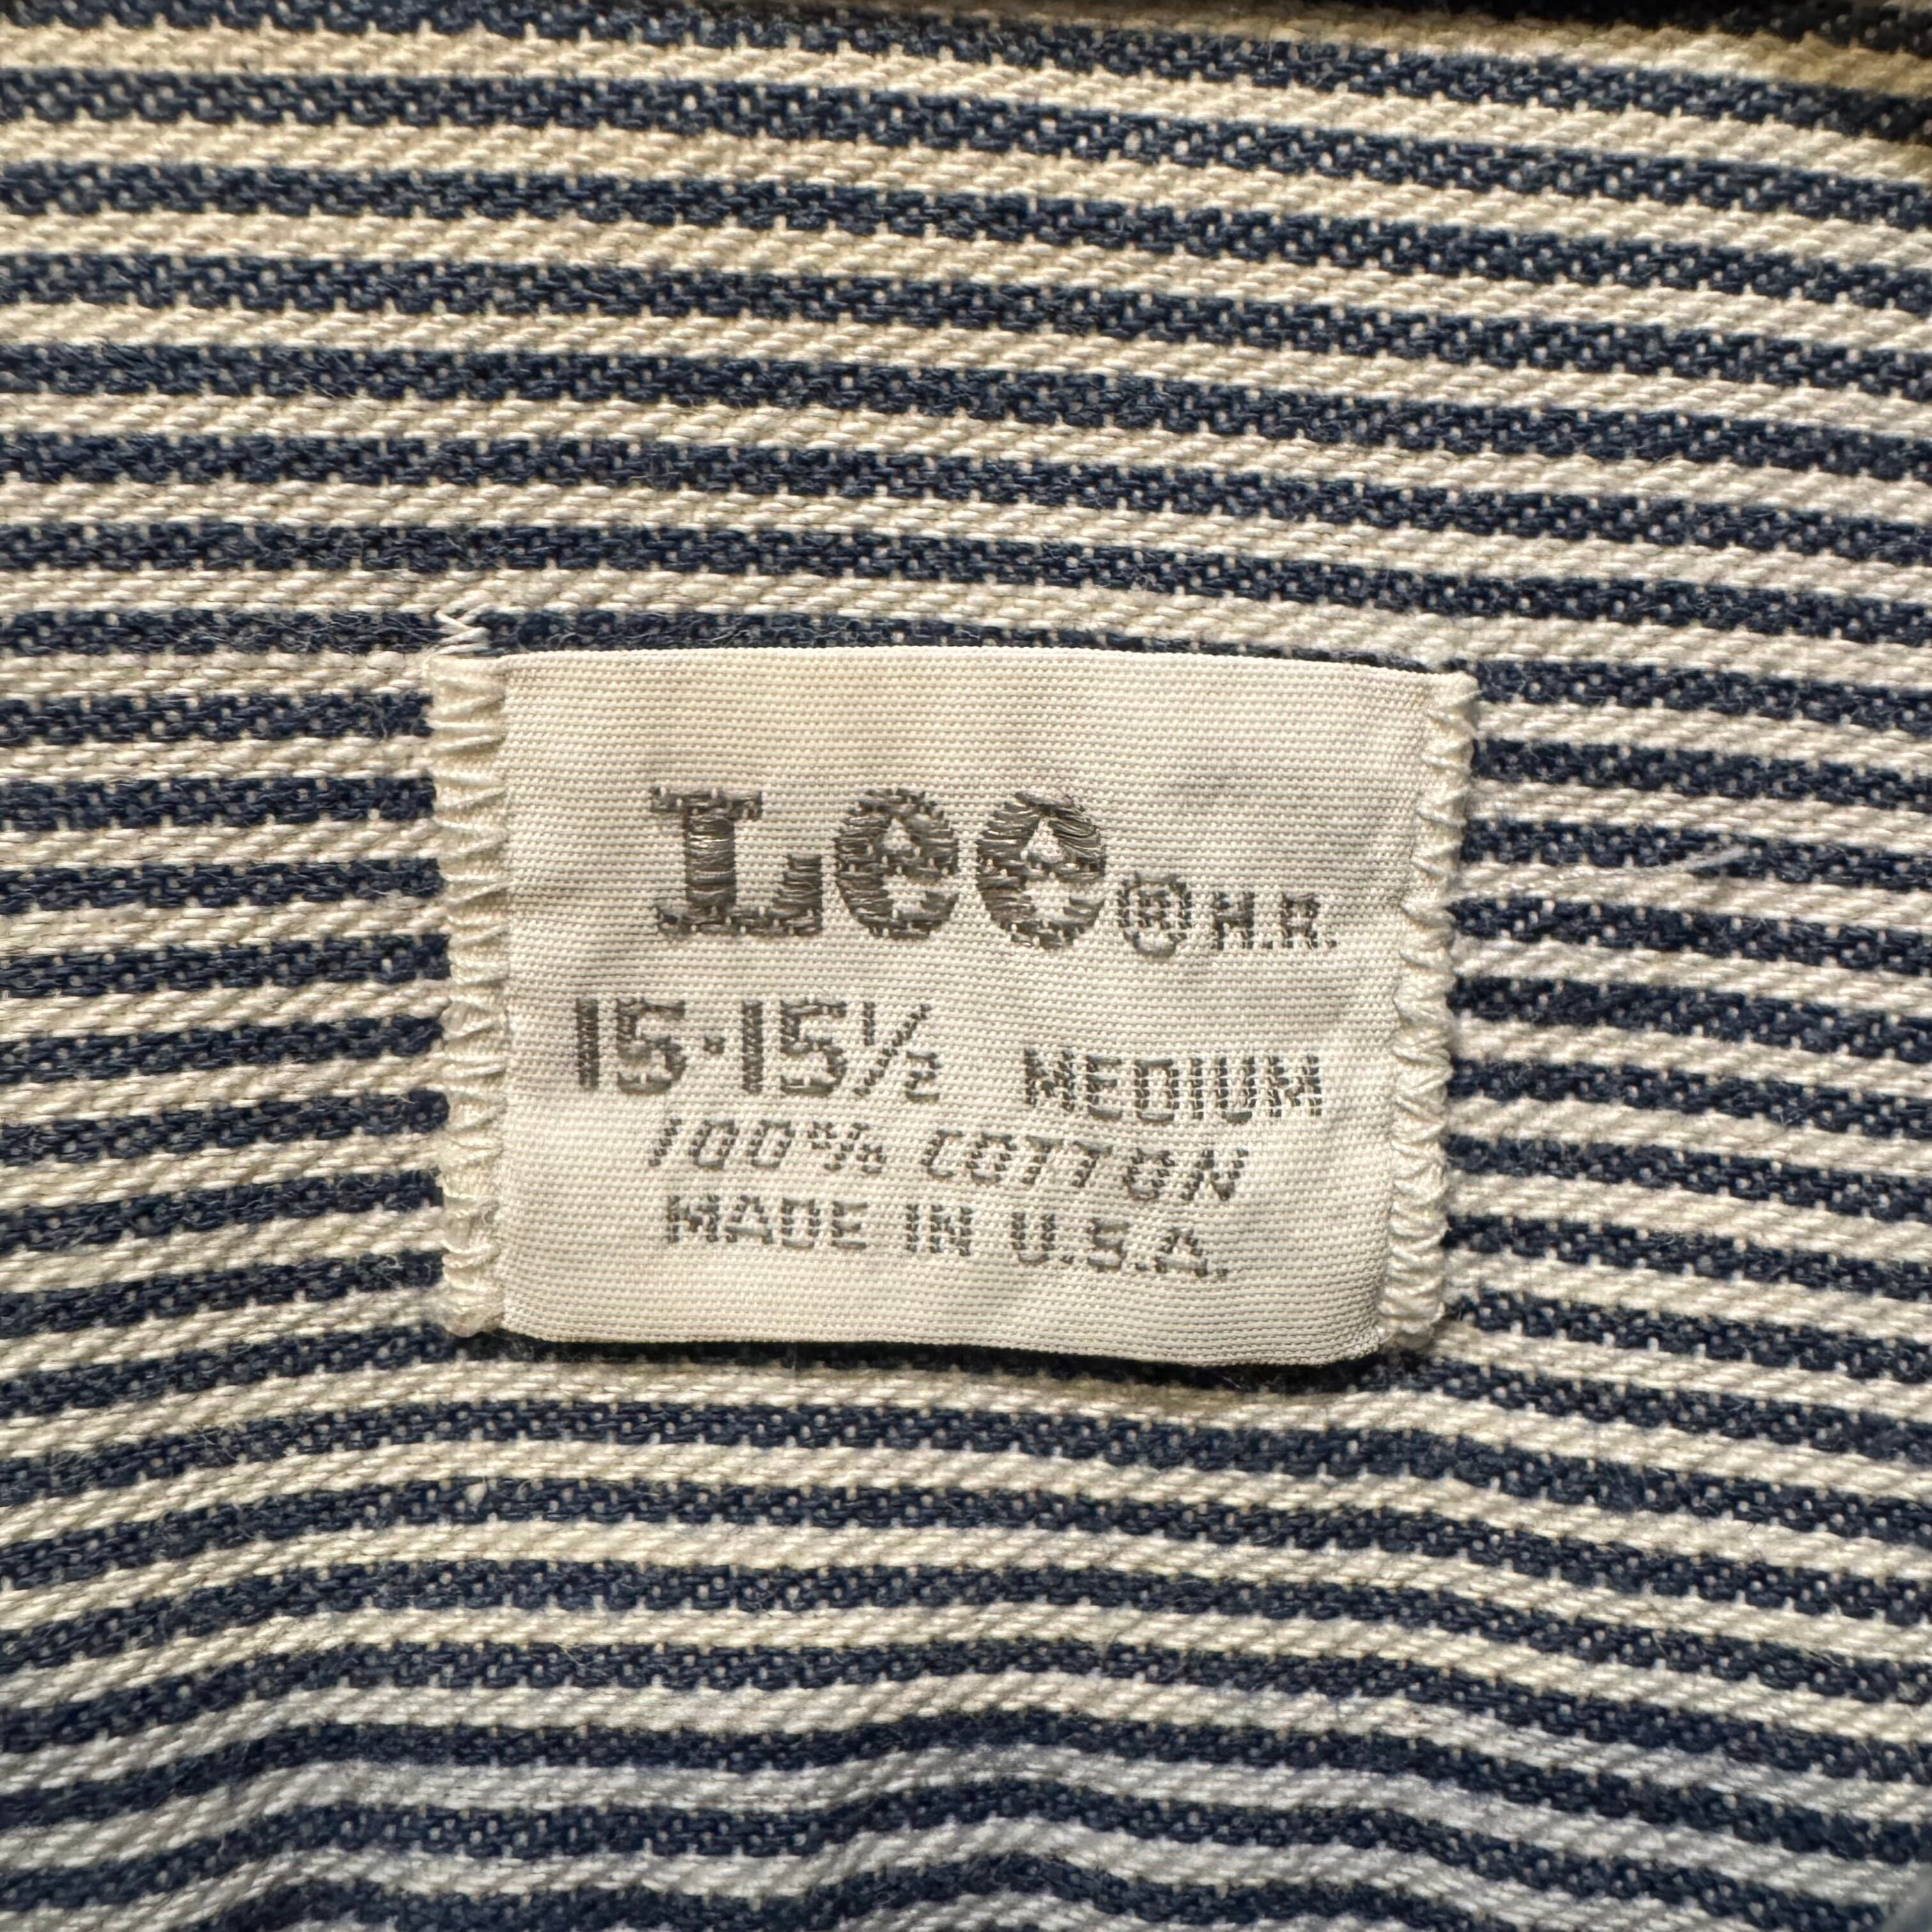 Lee® M.R.
15-15½ MEDIUM
100% COTTON
MADE IN U.S.A.